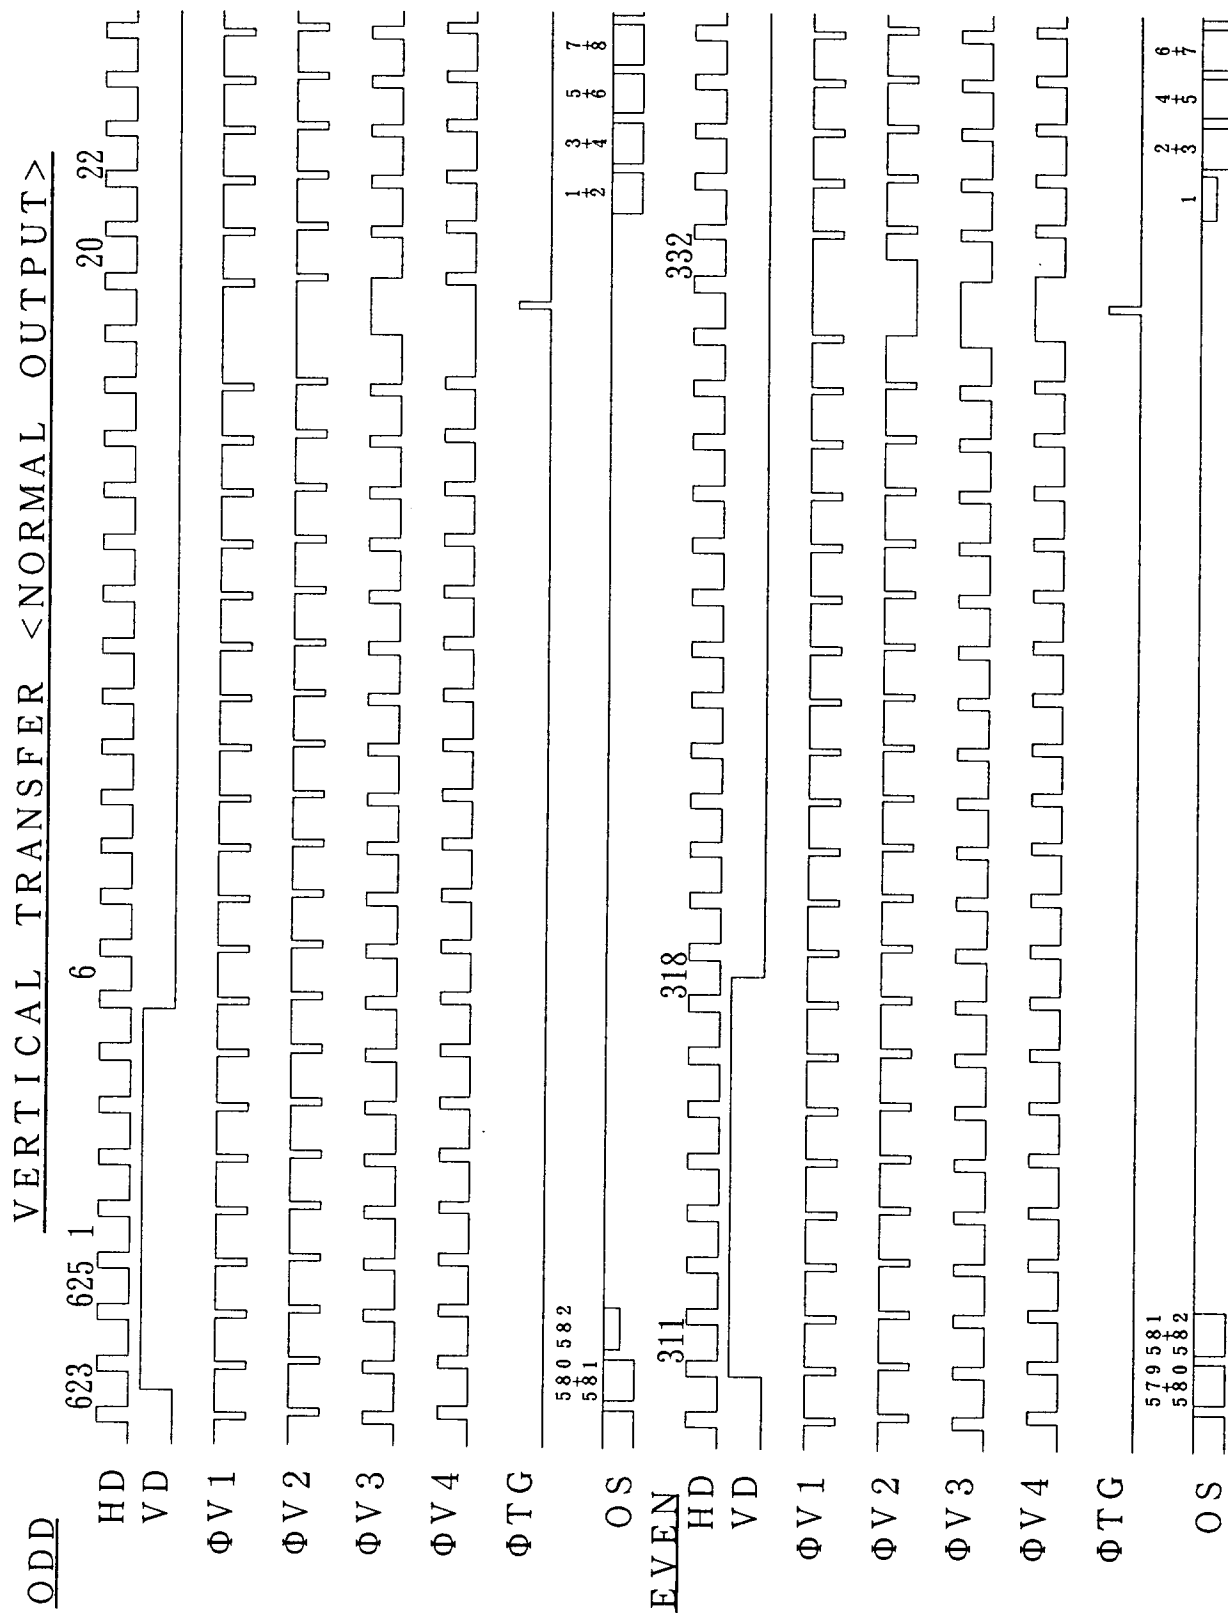 VERTICAL TRANSFER <NORMAL OUTPUT>
ODD
623 625 1 6 20 22
HD
VD
ΦV1
ΦV2
ΦV3
ΦV4
ΦTG
580 582 1 3 5 7
+ + + + +
581 2 4 6 8
OS
EVEN
311 318 332
HD
VD
ΦV1
ΦV2
ΦV3
ΦV4
ΦTG
579 581 1 2 4 6
+ + + + +
580 582 3 5 7
OS